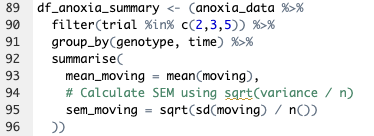 89 df_anoxia_summary <- (anoxia_data %>%
90 filter(trial %in% c(2,3,5)) %>%
91 group_by(genotype, time) %>%
92 summarise(
93 mean_moving = mean(moving),
94 # Calculate SEM using sqrt(variance / n)
95 sem_moving = sqrt(sd(moving) / n())
96 ))